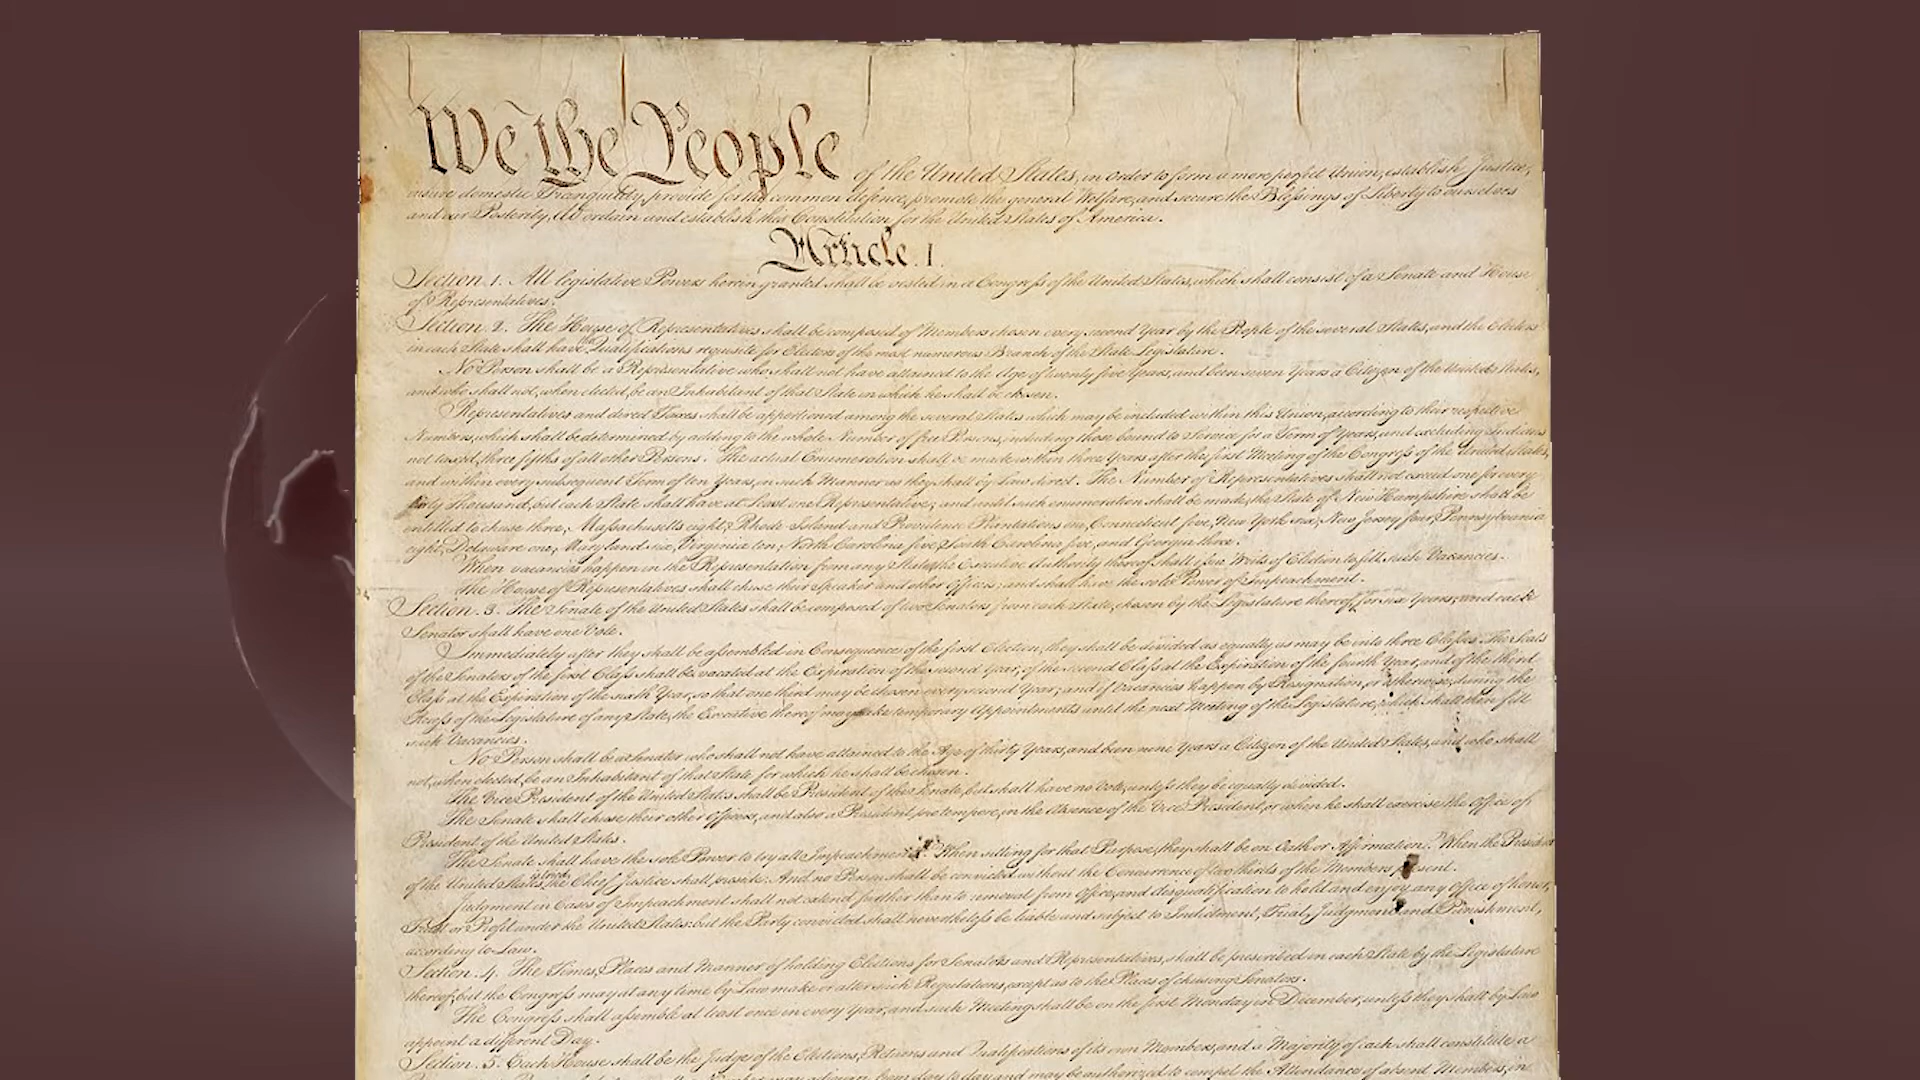 We the People of the United States, in order to form a more perfect Union, establish Justice,
insure domestic Tranquility, provide for the common defence, promote the general Welfare, and secure the Blessings of Liberty to ourselves
and our Posterity, do ordain and establish this Constitution for the United States of America.
Article. I.
Section. 1. All legislative Powers herein granted shall be vested in a Congress of the United States, which shall consist of a Senate and House
of Representatives.
Section. 2. The House of Representatives shall be composed of Members chosen every second Year by the People of the several States, and the Electors
in each State shall have the Qualifications requisite for Electors of the most numerous Branch of the State Legislature.
No Person shall be a Representative who shall not have attained to the Age of twenty five Years, and been seven Years a Citizen of the United States,
and who shall not, when elected, be an Inhabitant of that State in which he shall be chosen.
Representatives and direct Taxes shall be apportioned among the several States which may be included within this Union, according to their respective
Numbers, which shall be determined by adding to the whole Number of free Persons, including those bound to Service for a Term of Years, and excluding Indians
not taxed, three fifths of all other Persons. The actual Enumeration shall be made within three Years after the first Meeting of the Congress of the United States,
and within every subsequent Term of ten Years, in such Manner as they shall by Law direct. The Number of Representatives shall not exceed one for every
thirty Thousand, but each State shall have at Least one Representative; and until such enumeration shall be made, the State of New Hampshire shall be
entitled to chuse three, Massachusetts eight, Rhode-Island and Providence Plantations one, Connecticut five, New York six, New Jersey four, Pennsylvania
eight, Delaware one, Maryland six, Virginia ten, North Carolina five, South Carolina five, and Georgia three.
When vacancies happen in the Representation from any State, the Executive Authority thereof shall issue Writs of Election to fill such Vacancies.
The House of Representatives shall chuse their Speaker and other Officers; and shall have the sole Power of Impeachment.
Section. 3. The Senate of the United States shall be composed of two Senators from each State, chosen by the Legislature thereof, for six Years; and each
Senator shall have one Vote.
Immediately after they shall be assembled in Consequence of the first Election, they shall be divided as equally as may be into three Classes. The Seats
of the Senators of the first Class shall be vacated at the Expiration of the second Year, of the second Class at the Expiration of the fourth Year, and of the third
Class at the Expiration of the sixth Year, so that one third may be chosen every second Year; and if Vacancies happen by Resignation, or otherwise, during the
Recess of the Legislature of any State, the Executive thereof may make temporary Appointments until the next Meeting of the Legislature, which shall then fill
such Vacancies.
No Person shall be a Senator who shall not have attained to the Age of thirty Years, and been nine Years a Citizen of the United States, and who shall
not, when elected, be an Inhabitant of that State for which he shall be chosen.
The Vice President of the United States shall be President of the Senate, but shall have no Vote, unless they be equally divided.
The Senate shall chuse their other Officers, and also a President pro tempore, in the Absence of the Vice President, or when he shall exercise the Office of
President of the United States.
The Senate shall have the sole Power to try all Impeachments. When sitting for that Purpose, they shall be on Oath or Affirmation. When the President
of the United States is tried, the Chief Justice shall preside: And no Person shall be convicted without the Concurrence of two thirds of the Members present.
Judgment in Cases of Impeachment shall not extend further than to removal from Office, and disqualification to hold and enjoy any Office of honor,
Trust or Profit under the United States: but the Party convicted shall nevertheless be liable and subject to Indictment, Trial, Judgment and Punishment,
according to Law.
Section. 4. The Times, Places and Manner of holding Elections for Senators and Representatives, shall be prescribed in each State by the Legislature
thereof; but the Congress may at any time by Law make or alter such Regulations, except as to the Places of chusing Senators.
The Congress shall assemble at least once in every Year, and such Meeting shall be on the first Monday in December, unless they shall by Law
appoint a different Day.
Section. 5. Each House shall be the Judge of the Elections, Returns and Qualifications of its own Members, and a Majority of each shall constitute a
from day to day, and may be authorized to compel the Attendance of absent Members, in